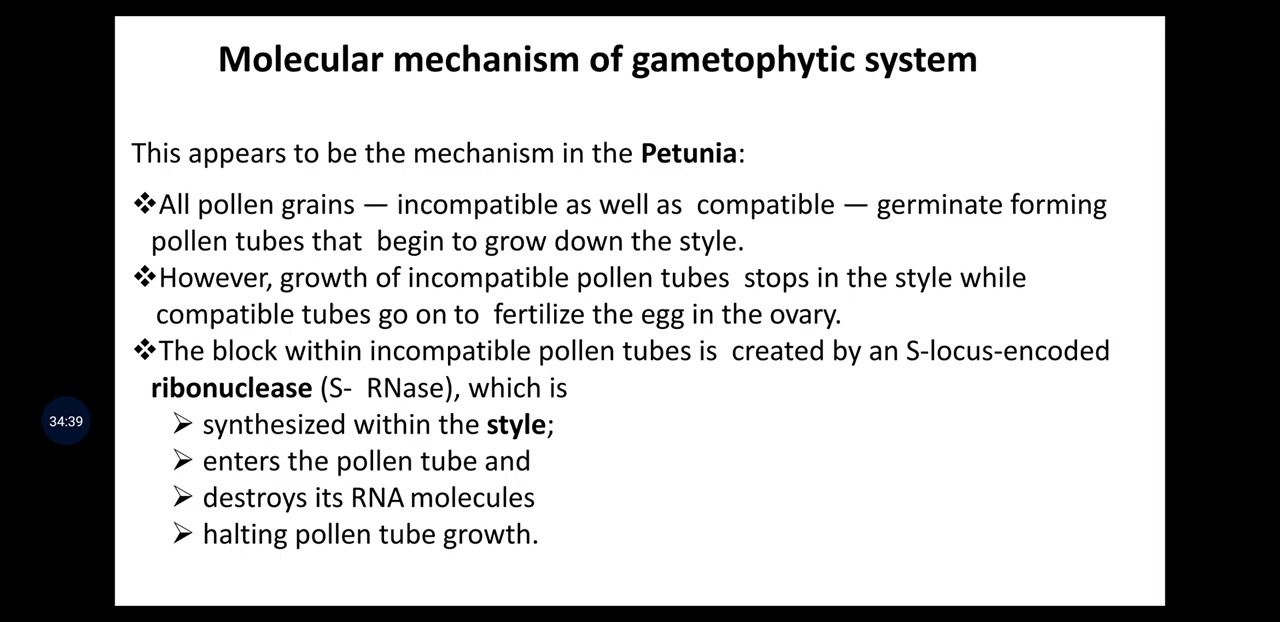 Molecular mechanism of gametophytic system
This appears to be the mechanism in the Petunia:
❖All pollen grains — incompatible as well as compatible — germinate forming
pollen tubes that begin to grow down the style.
❖However, growth of incompatible pollen tubes stops in the style while
compatible tubes go on to fertilize the egg in the ovary.
❖The block within incompatible pollen tubes is created by an S-locus-encoded
ribonuclease (S- RNase), which is
34:39
➢ synthesized within the style;
➢ enters the pollen tube and
➢ destroys its RNA molecules
➢ halting pollen tube growth.